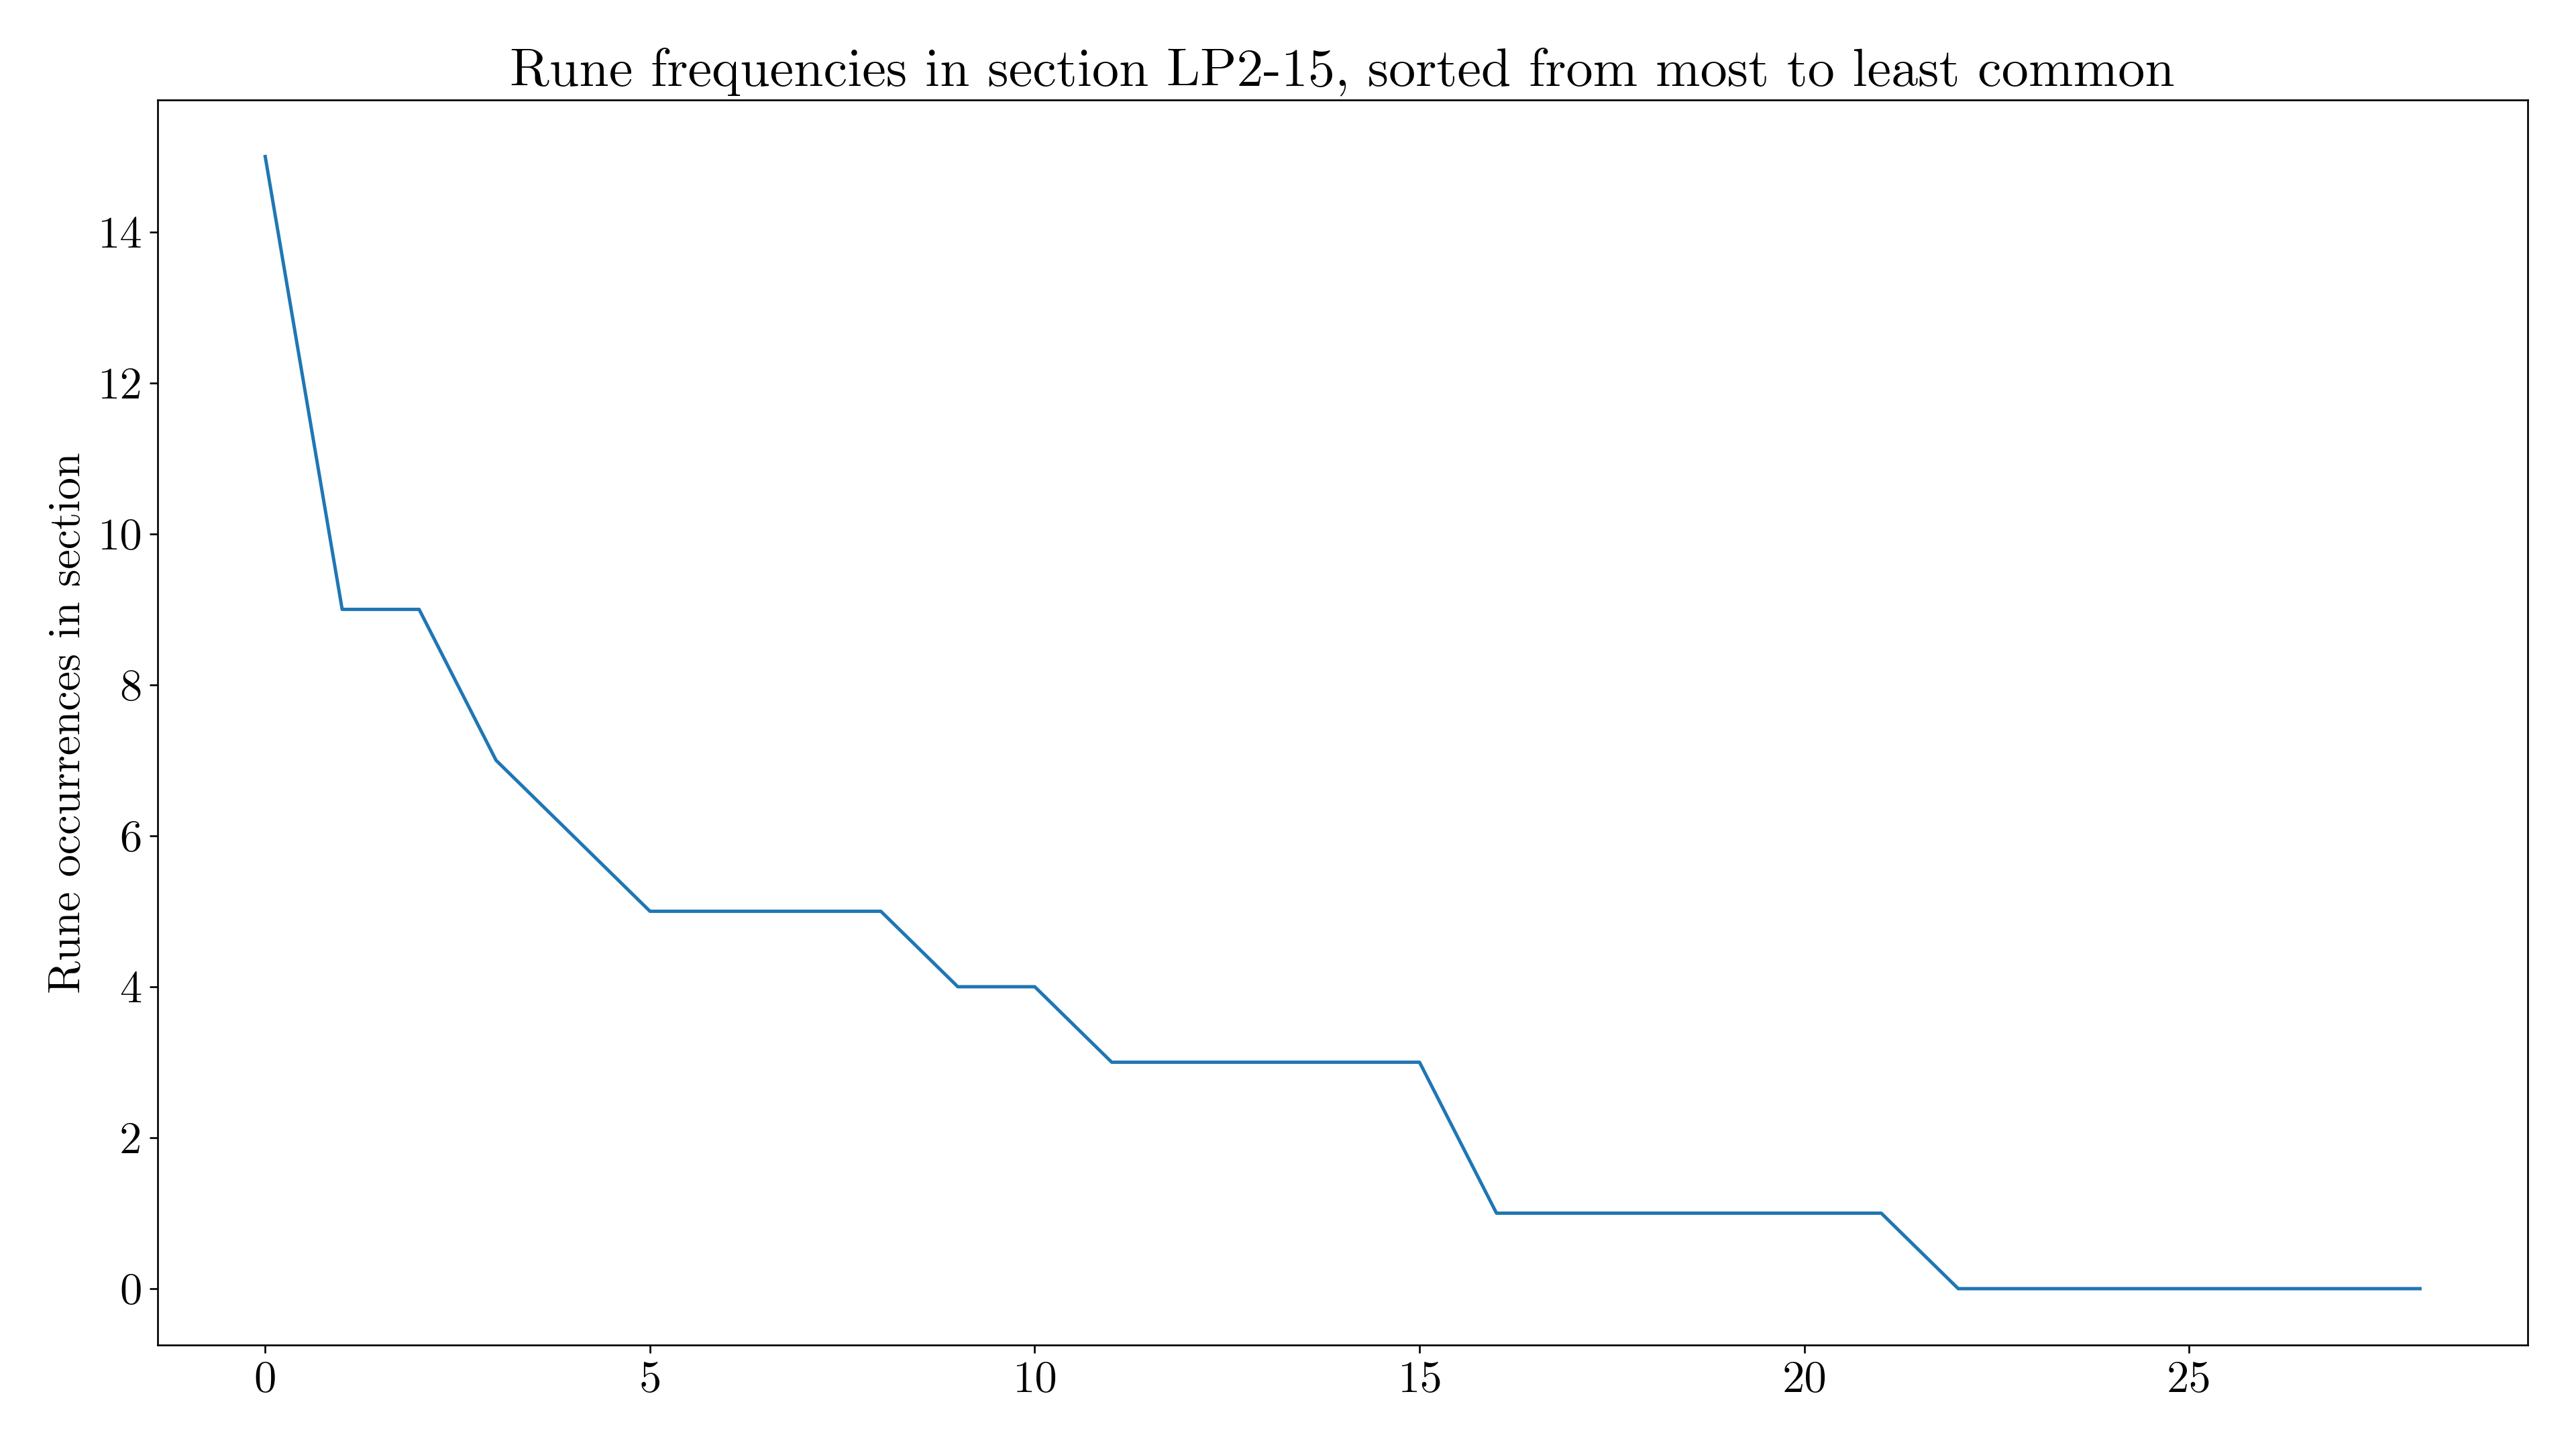 Rune frequencies in section LP2-15, sorted from most to least common
Rune occurrences in section
14
12
10
8
6
4
2
0
0 5 10 15 20 25